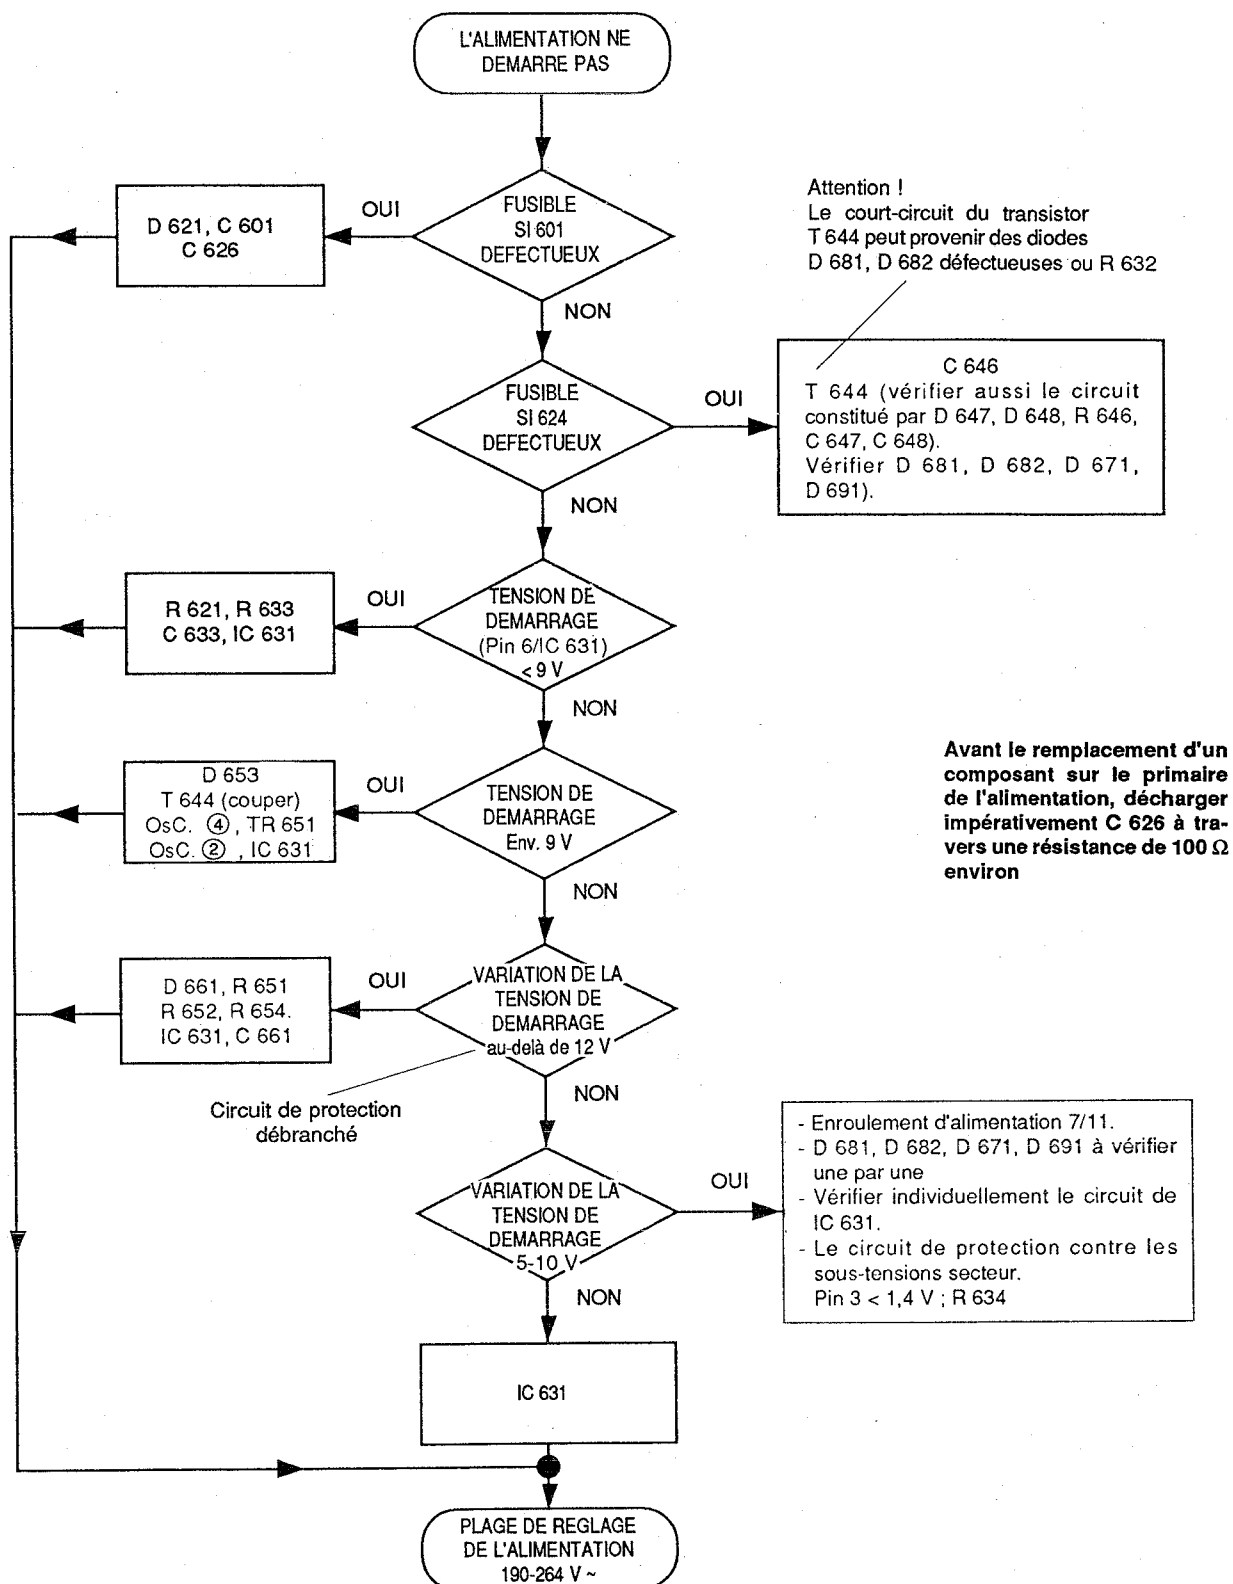 L'ALIMENTATION NE
DEMARRE PAS
FUSIBLE
SI 601
DEFECTUEUX
OUI
D 621, C 601
C 626
NON
Attention !
Le court-circuit du transistor
T 644 peut provenir des diodes
D 681, D 682 défectueuses ou R 632
FUSIBLE
SI 624
DEFECTUEUX
OUI
C 646
T 644 (vérifier aussi le circuit
constitué par D 647, D 648, R 646,
C 647, C 648).
Vérifier D 681, D 682, D 671,
D 691).
NON
TENSION DE
DEMARRAGE
(Pin 6/IC 631)
< 9 V
OUI
R 621, R 633
C 633, IC 631
NON
TENSION DE
DEMARRAGE
Env. 9 V
OUI
D 653
T 644 (couper)
OsC. ④ , TR 651
OsC. ② , IC 631
NON
Avant le remplacement d'un
composant sur le primaire
de l'alimentation, décharger
impérativement C 626 à tra-
vers une résistance de 100 Ω
environ
VARIATION DE LA
TENSION DE
DEMARRAGE
au-delà de 12 V
OUI
D 661, R 651
R 652, R 654.
IC 631, C 661
Circuit de protection
débranché
NON
VARIATION DE LA
TENSION DE
DEMARRAGE
5-10 V
OUI
- Enroulement d'alimentation 7/11.
- D 681, D 682, D 671, D 691 à vérifier
une par une
- Vérifier individuellement le circuit de
IC 631.
- Le circuit de protection contre les
sous-tensions secteur.
Pin 3 < 1,4 V ; R 634
NON
IC 631
PLAGE DE REGLAGE
DE L'ALIMENTATION
190-264 V ~